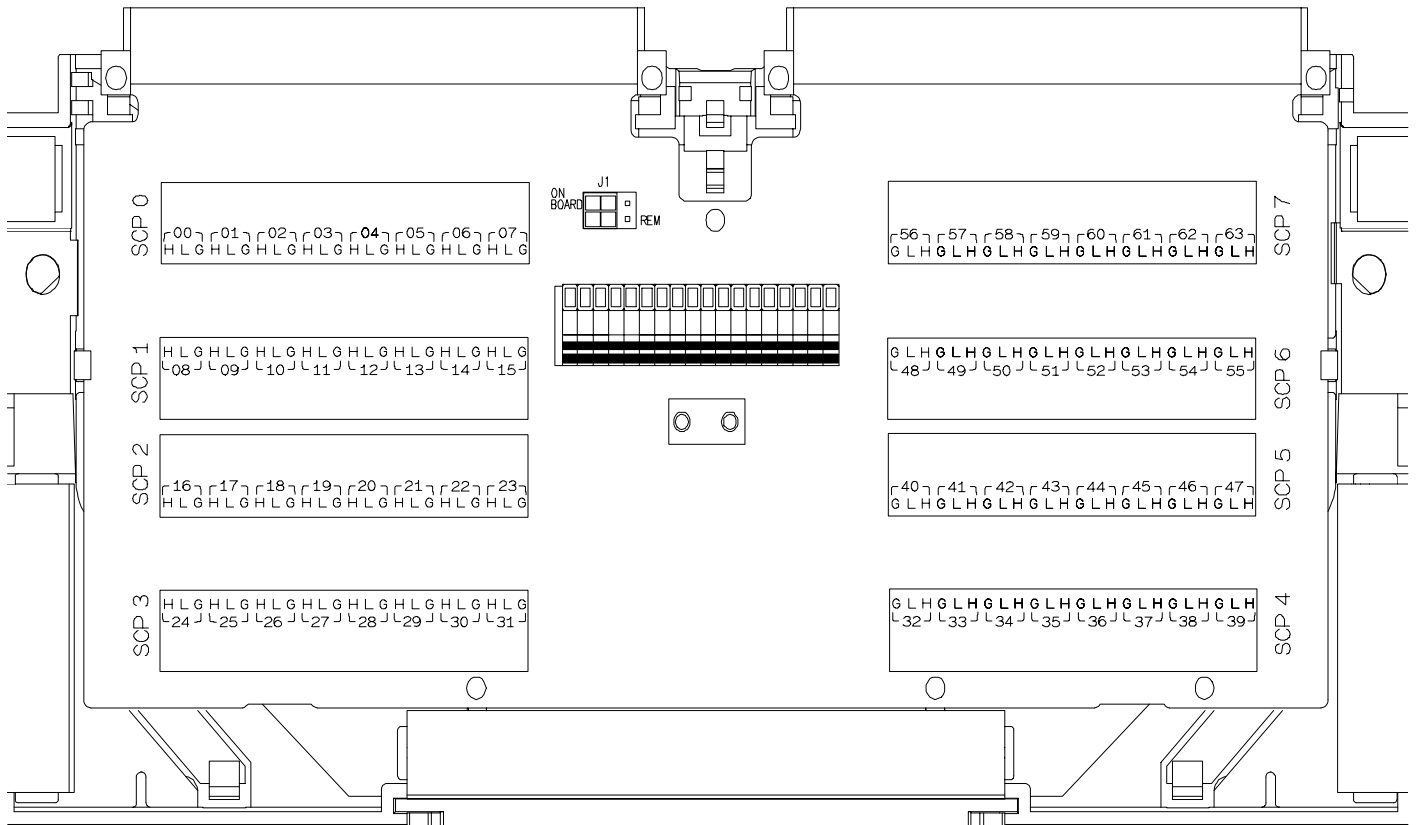 J1
ON
BOARD
REM
SCP 0
00 01 02 03 04 05 06 07
H L G H L G H L G H L G H L G H L G H L G H L G
SCP 7
56 57 58 59 60 61 62 63
G L H G L H G L H G L H G L H G L H G L H G L H
SCP 1
H L G H L G H L G H L G H L G H L G H L G H L G
08 09 10 11 12 13 14 15
SCP 6
G L H G L H G L H G L H G L H G L H G L H G L H
48 49 50 51 52 53 54 55
SCP 2
16 17 18 19 20 21 22 23
H L G H L G H L G H L G H L G H L G H L G H L G
SCP 5
40 41 42 43 44 45 46 47
G L H G L H G L H G L H G L H G L H G L H G L H
SCP 3
H L G H L G H L G H L G H L G H L G H L G H L G
24 25 26 27 28 29 30 31
SCP 4
G L H G L H G L H G L H G L H G L H G L H G L H
32 33 34 35 36 37 38 39